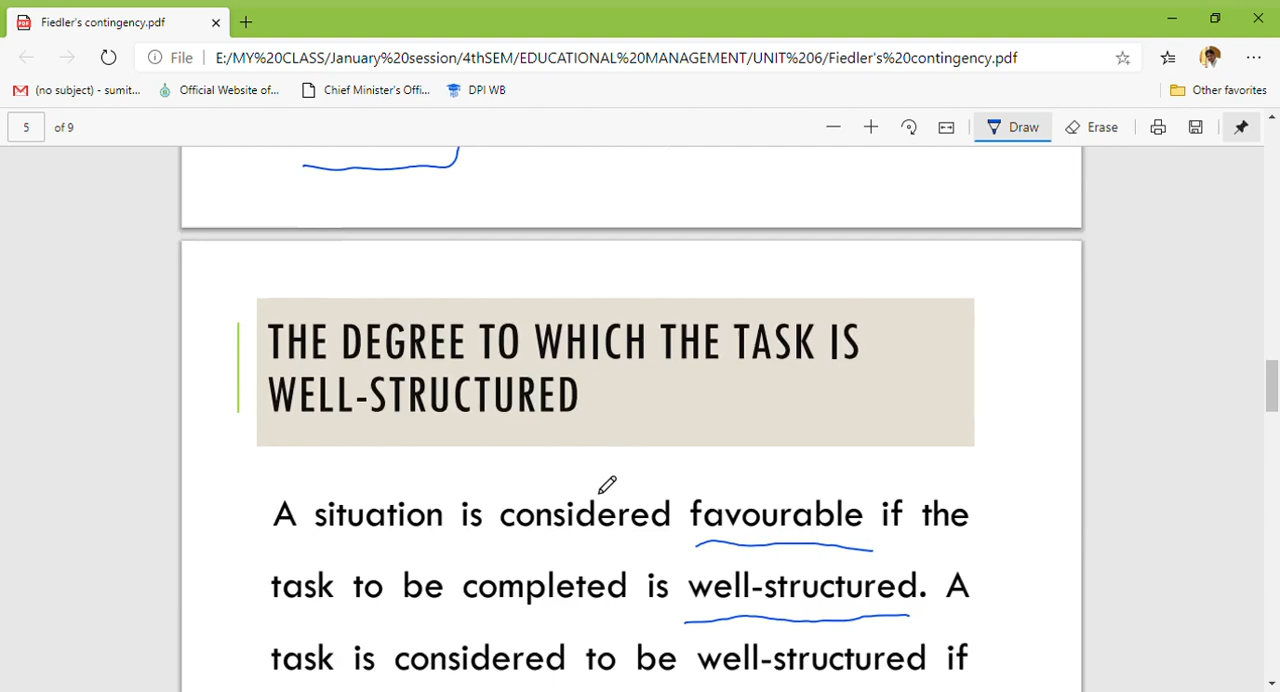 Fiedler's contingency.pdf
File E:/MY%20CLASS/January%20session/4thSEM/EDUCATIONAL%20MANAGEMENT/UNIT%206/Fiedler's%20contingency.pdf
(no subject) - sumit... Official Website of... Chief Minister's Offi... DPI WB Other favorites
5 of 9 Draw Erase
THE DEGREE TO WHICH THE TASK IS
WELL-STRUCTURED
A situation is considered favourable if the
task to be completed is well-structured. A
task is considered to be well-structured if